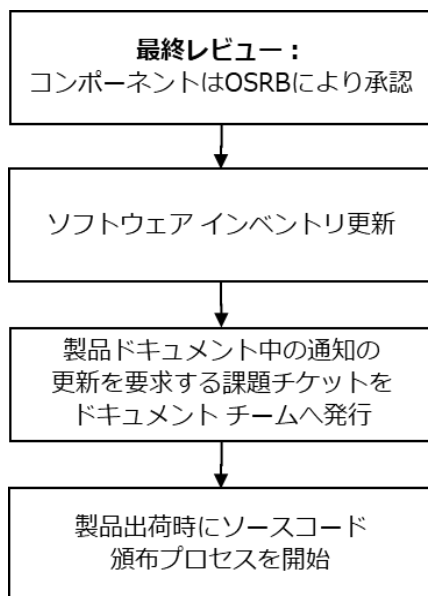 最終レビュー：
コンポーネントはOSRBにより承認
ソフトウェア インベントリ更新
製品ドキュメント中の通知の
更新を要求する課題チケットを
ドキュメント チームへ発行
製品出荷時にソースコード
頒布プロセスを開始